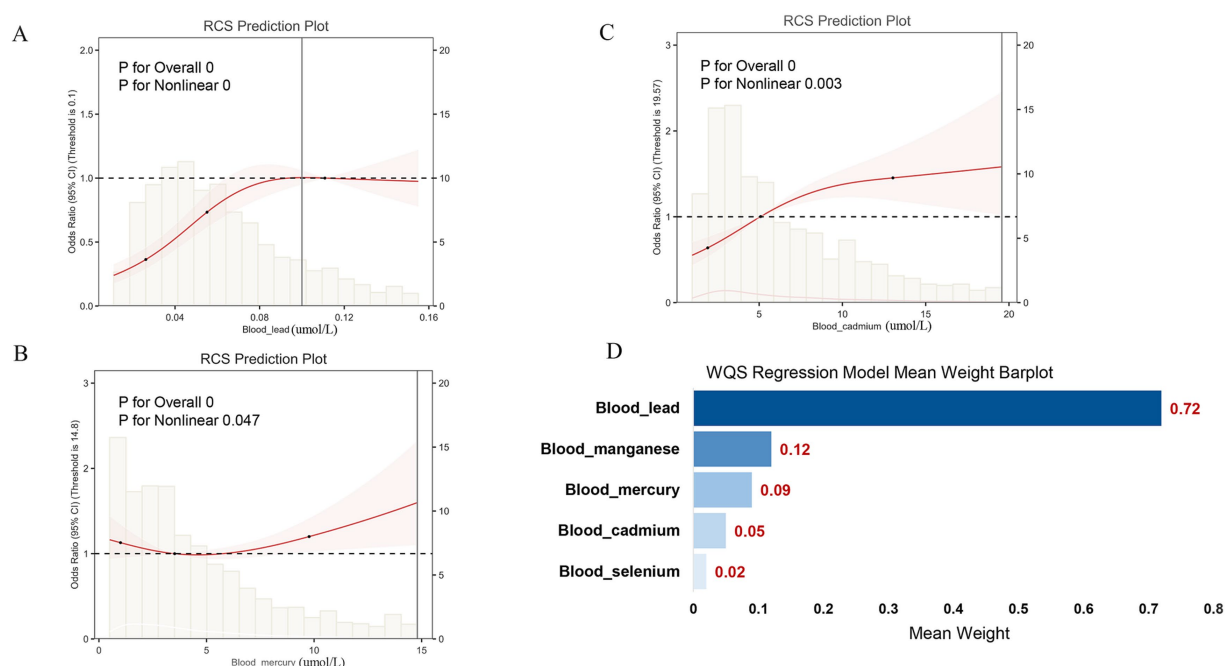 A
RCS Prediction Plot
P for Overall 0
P for Nonlinear 0
Odds Ratio (95% CI) (Threshold is 0.1)
2.0
1.5
1.0
0.5
0.0
20
15
10
5
0
0.04
0.08
0.12
0.16
Blood_lead (umol/L)
B
RCS Prediction Plot
P for Overall 0
P for Nonlinear 0.047
Odds Ratio (95% CI) (Threshold is 14.8)
3
2
1
0
20
15
10
5
0
0
5
10
15
Blood_mercury (umol/L)
C
RCS Prediction Plot
P for Overall 0
P for Nonlinear 0.003
Odds Ratio (95% CI) (Threshold is 19.57)
3
2
1
0
20
15
10
5
0
5
10
15
20
Blood_cadmium (umol/L)
D
WQS Regression Model Mean Weight Barplot
Blood_lead 0.72
Blood_manganese 0.12
Blood_mercury 0.09
Blood_cadmium 0.05
Blood_selenium 0.02
0 0.1 0.2 0.3 0.4 0.5 0.6 0.7 0.8
Mean Weight